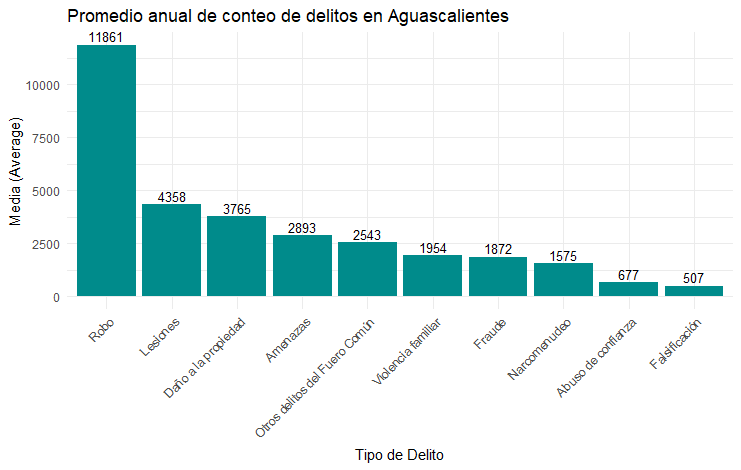 Promedio anual de conteo de delitos en Aguascalientes
Media (Average)
10000
7500
5000
2500
0
11861
4358
3765
2893
2543
1954
1872
1575
677
507
Robo
Lesiones
Daño a la propiedad
Amenazas
Otros delitos del Fuero Común
Violencia familiar
Fraude
Narcomenudeo
Abuso de confianza
Falsificación
Tipo de Delito